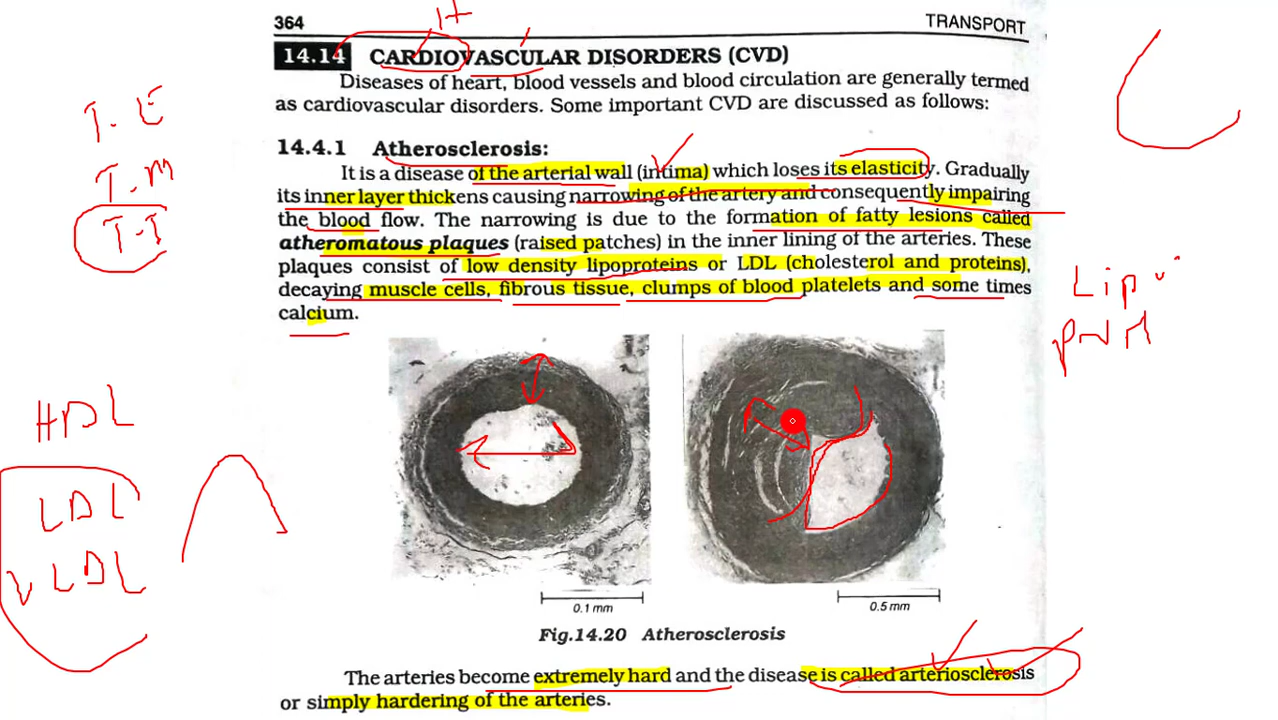 364
TRANSPORT
14.14 CARDIOVASCULAR DISORDERS (CVD)
Diseases of heart, blood vessels and blood circulation are generally termed
as cardiovascular disorders. Some important CVD are discussed as follows:
14.4.1 Atherosclerosis:
It is a disease of the arterial wall (intima) which loses its elasticity. Gradually
its inner layer thickens causing narrowing of the artery and consequently impairing
the blood flow. The narrowing is due to the formation of fatty lesions called
atheromatous plaques (raised patches) in the inner lining of the arteries. These
plaques consist of low density lipoproteins or LDL (cholesterol and proteins),
decaying muscle cells, fibrous tissue, clumps of blood platelets and some times
calcium.
T. E
T. M
T-I
HDL
LDL
VLDL
Lip
0.1 mm
0.5 mm
Fig.14.20 Atherosclerosis
The arteries become extremely hard and the disease is called arteriosclerosis
or simply hardering of the arteries.